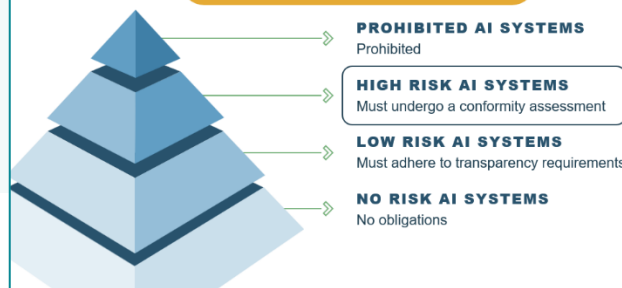 PROHIBITED AI SYSTEMS
Prohibited
HIGH RISK AI SYSTEMS
Must undergo a conformity assessment
LOW RISK AI SYSTEMS
Must adhere to transparency requirements
NO RISK AI SYSTEMS
No obligations